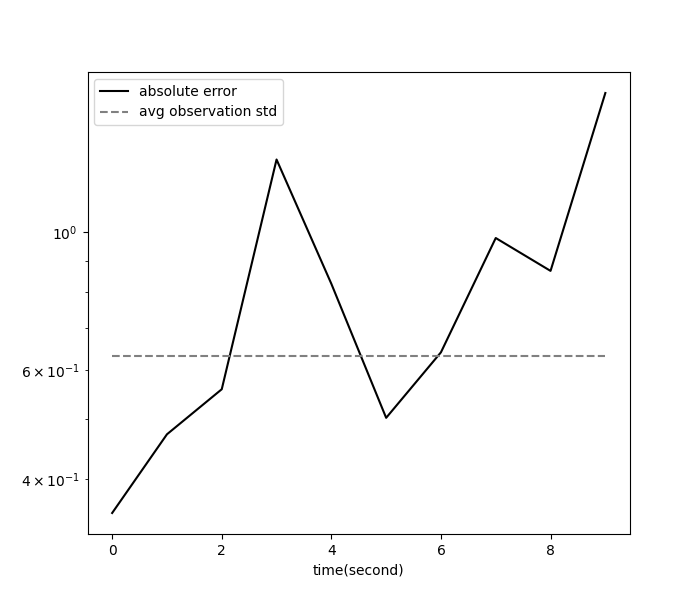 absolute error
avg observation std
10⁰
6 × 10⁻¹
4 × 10⁻¹
0 2 4 6 8
time(second)